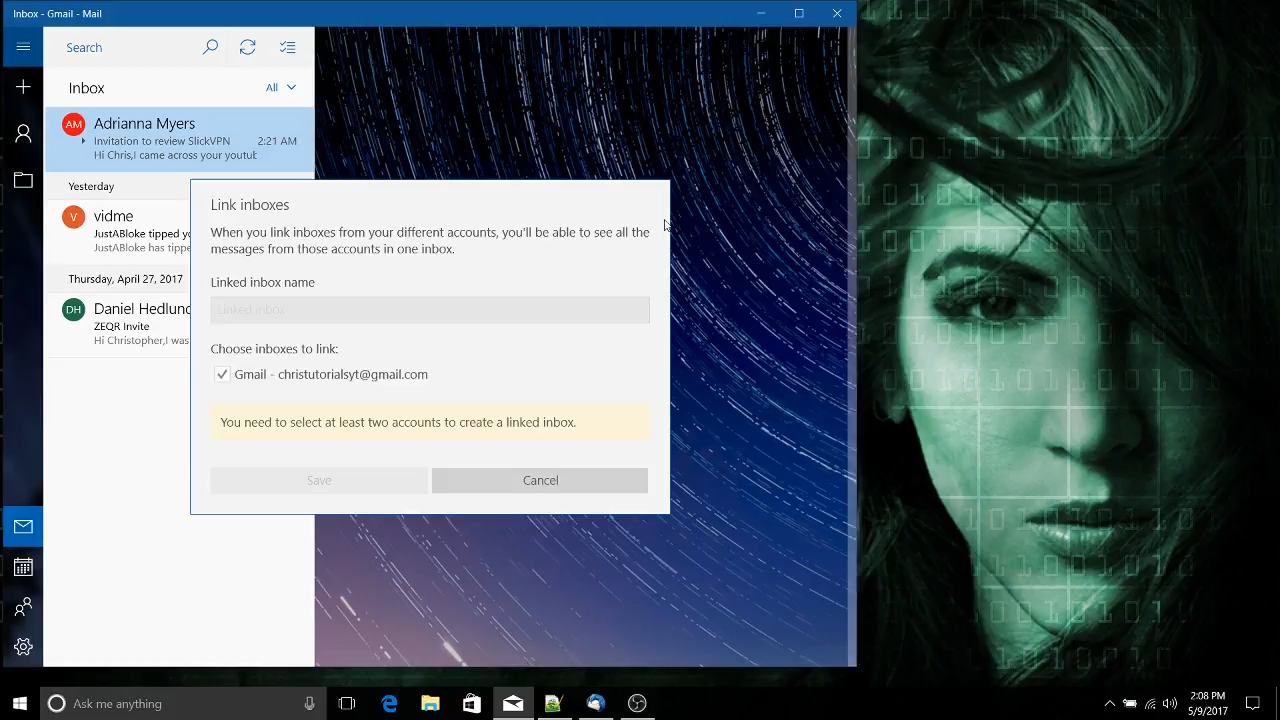 Inbox - Gmail - Mail
Search
Inbox
All
AM
Adrianna Myers
Invitation to review SlickVPN 2:21 AM
Hi Chris,I came across your youtub
Yesterday
V
vidme
JustABloke tipped yo
JustABloke has tippe
Thursday, April 27, 2017
DH
Daniel Hedlund
ZEQR Invite
Hi Christopher,I was
Link inboxes
When you link inboxes from your different accounts, you'll be able to see all the
messages from those accounts in one inbox.
Linked inbox name
Linked inbox
Choose inboxes to link:
Gmail - christutorialsyt@gmail.com
You need to select at least two accounts to create a linked inbox.
Save
Cancel
Ask me anything
2:08 PM
5/9/2017